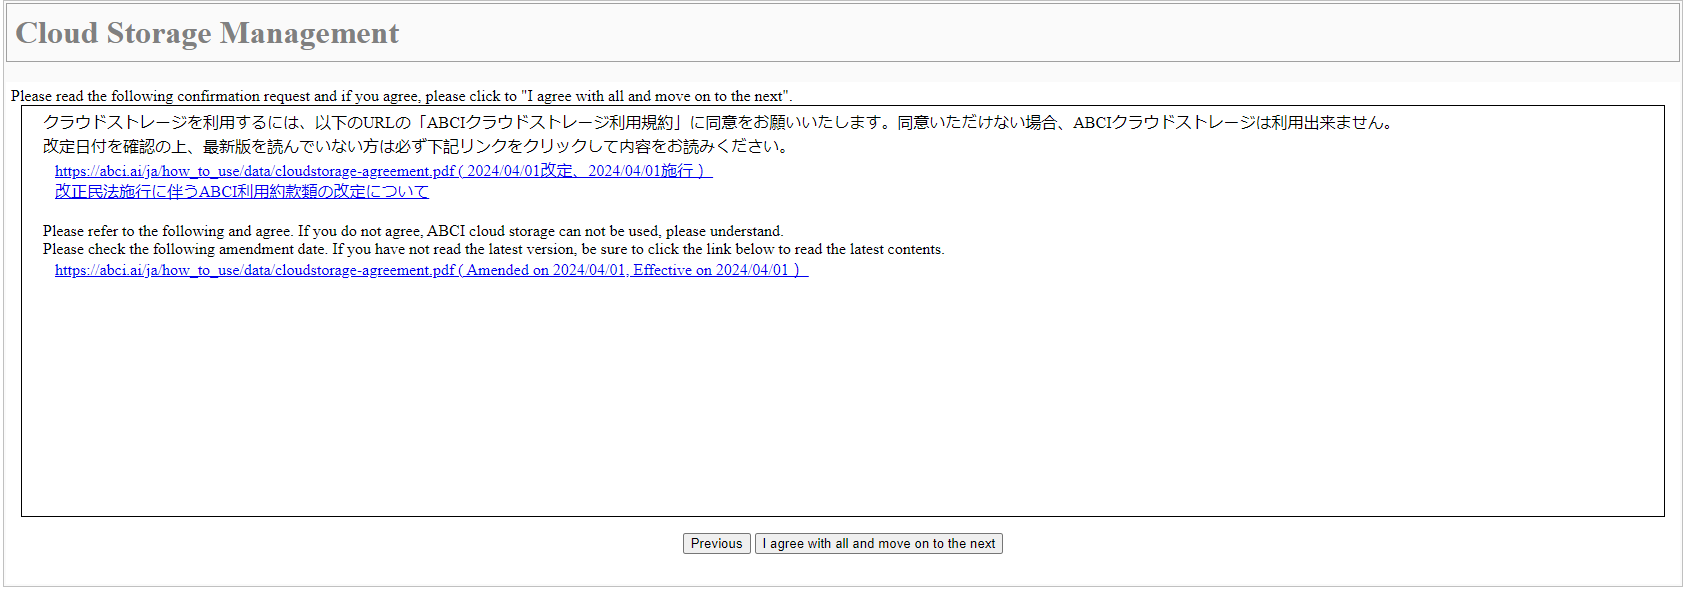 Cloud Storage Management
Please read the following confirmation request and if you agree, please click to "I agree with all and move on to the next".
クラウドストレージを利用するには、以下のURLの「ABCIクラウドストレージ利用規約」に同意をお願いいたします。同意いただけない場合、ABCIクラウドストレージは利用出来ません。
改定日付を確認の上、最新版を読んでいない方は必ず下記リンクをクリックして内容をお読みください。
https://abci.ai/ja/how_to_use/data/cloudstorage-agreement.pdf ( 2024/04/01改定、2024/04/01施行 )
改正民法施行に伴うABCI利用約款類の改定について
Please refer to the following and agree. If you do not agree, ABCI cloud storage can not be used, please understand.
Please check the following amendment date. If you have not read the latest version, be sure to click the link below to read the latest contents.
https://abci.ai/ja/how_to_use/data/cloudstorage-agreement.pdf ( Amended on 2024/04/01, Effective on 2024/04/01 )
Previous I agree with all and move on to the next